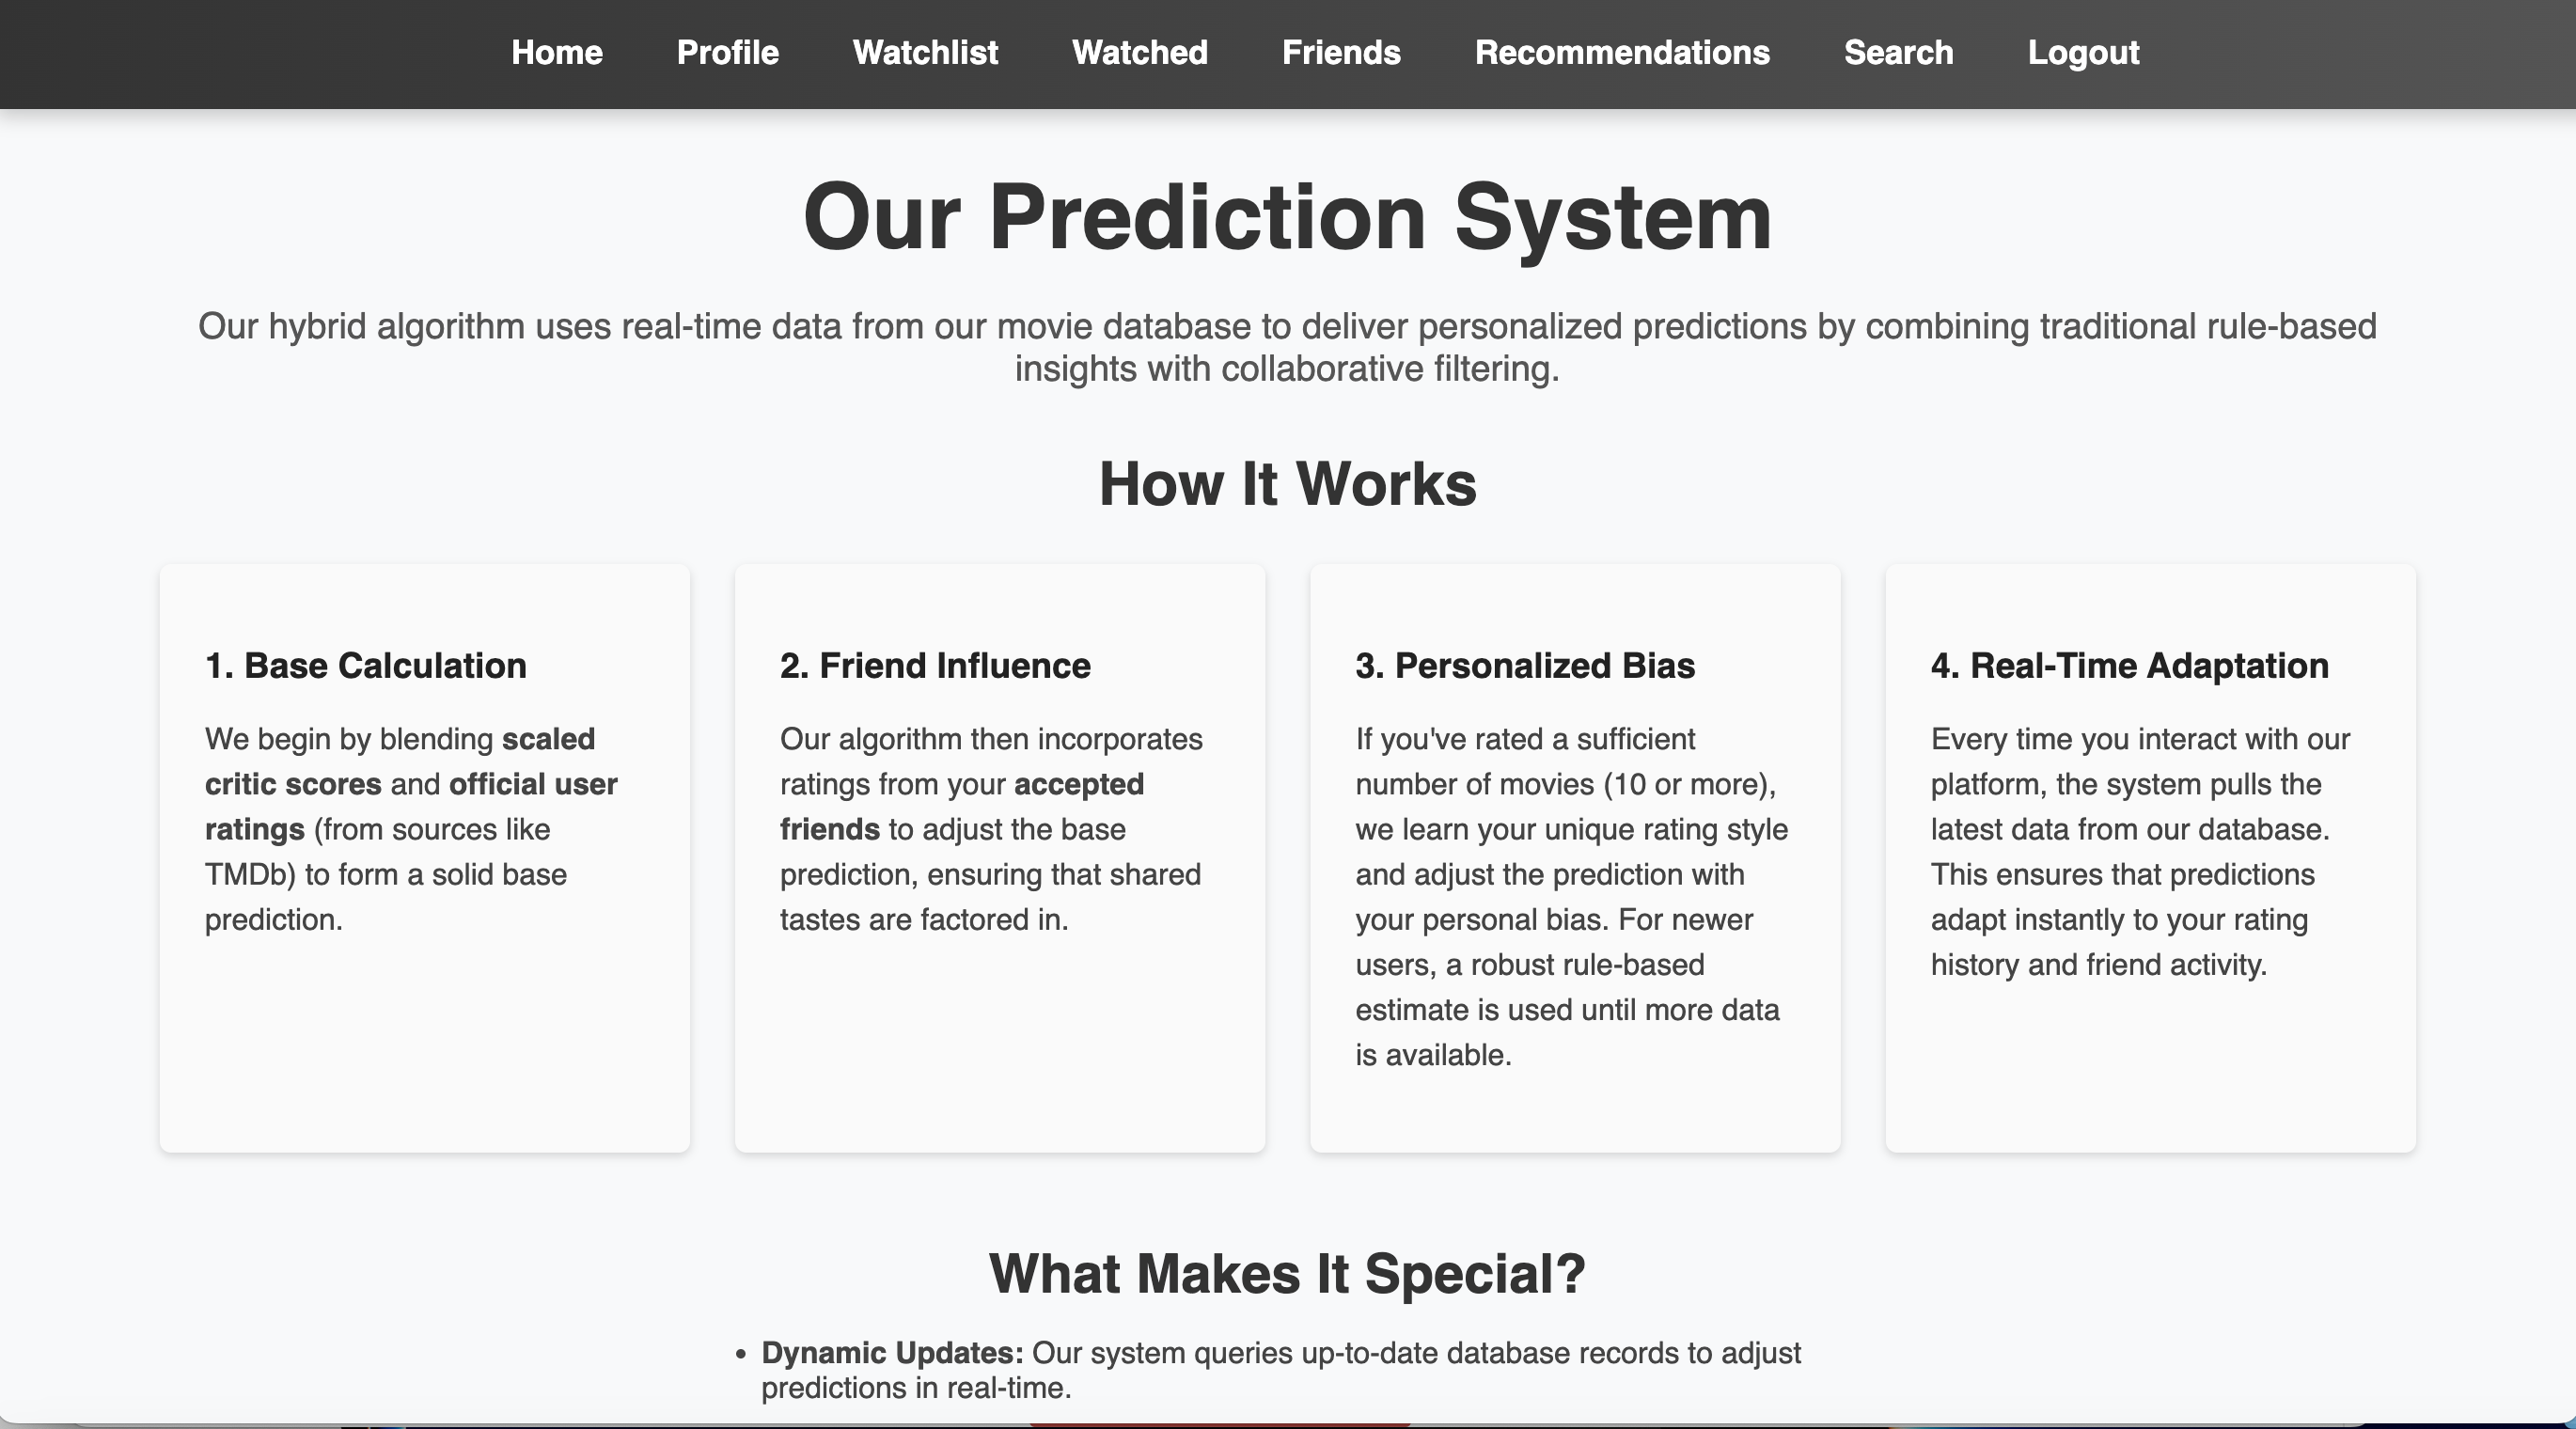 Home Profile Watchlist Watched Friends Recommendations Search Logout
Our Prediction System
Our hybrid algorithm uses real-time data from our movie database to deliver personalized predictions by combining traditional rule-based
insights with collaborative filtering.
How It Works
1. Base Calculation
We begin by blending scaled
critic scores and official user
ratings (from sources like
TMDb) to form a solid base
prediction.
2. Friend Influence
Our algorithm then incorporates
ratings from your accepted
friends to adjust the base
prediction, ensuring that shared
tastes are factored in.
3. Personalized Bias
If you've rated a sufficient
number of movies (10 or more),
we learn your unique rating style
and adjust the prediction with
your personal bias. For newer
users, a robust rule-based
estimate is used until more data
is available.
4. Real-Time Adaptation
Every time you interact with our
platform, the system pulls the
latest data from our database.
This ensures that predictions
adapt instantly to your rating
history and friend activity.
What Makes It Special?
• Dynamic Updates: Our system queries up-to-date database records to adjust
predictions in real-time.